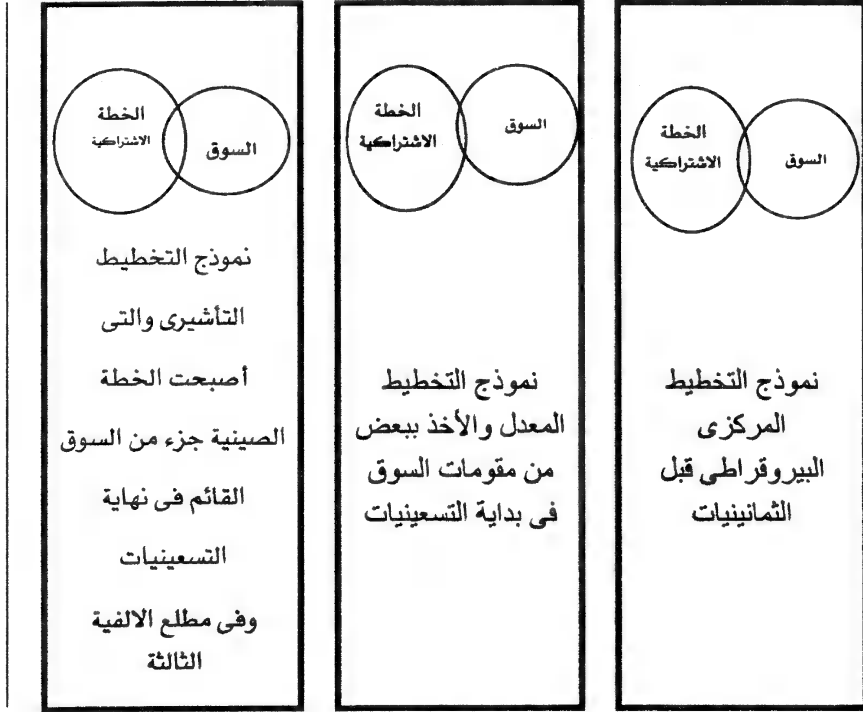 الخطة
الاشتراكية
السوق
نموذج التخطيط
المركزى
البيروقراطى قبل
الثمانينيات
الخطة
الاشتراكية
السوق
نموذج التخطيط
المعدل والأخذ ببعض
من مقومات السوق
فى بداية التسعينيات
الخطة
الاشتراكية
السوق
نموذج التخطيط
التأشيرى والتى
أصبحت الخطة
الصينية جزء من السوق
القائم فى نهاية
التسعينيات
وفى مطلع الالفية
الثالثة